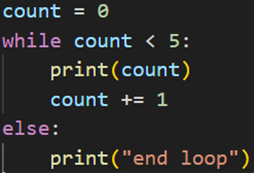 count = 0
while count < 5:
    print(count)
    count += 1
else:
    print("end loop")